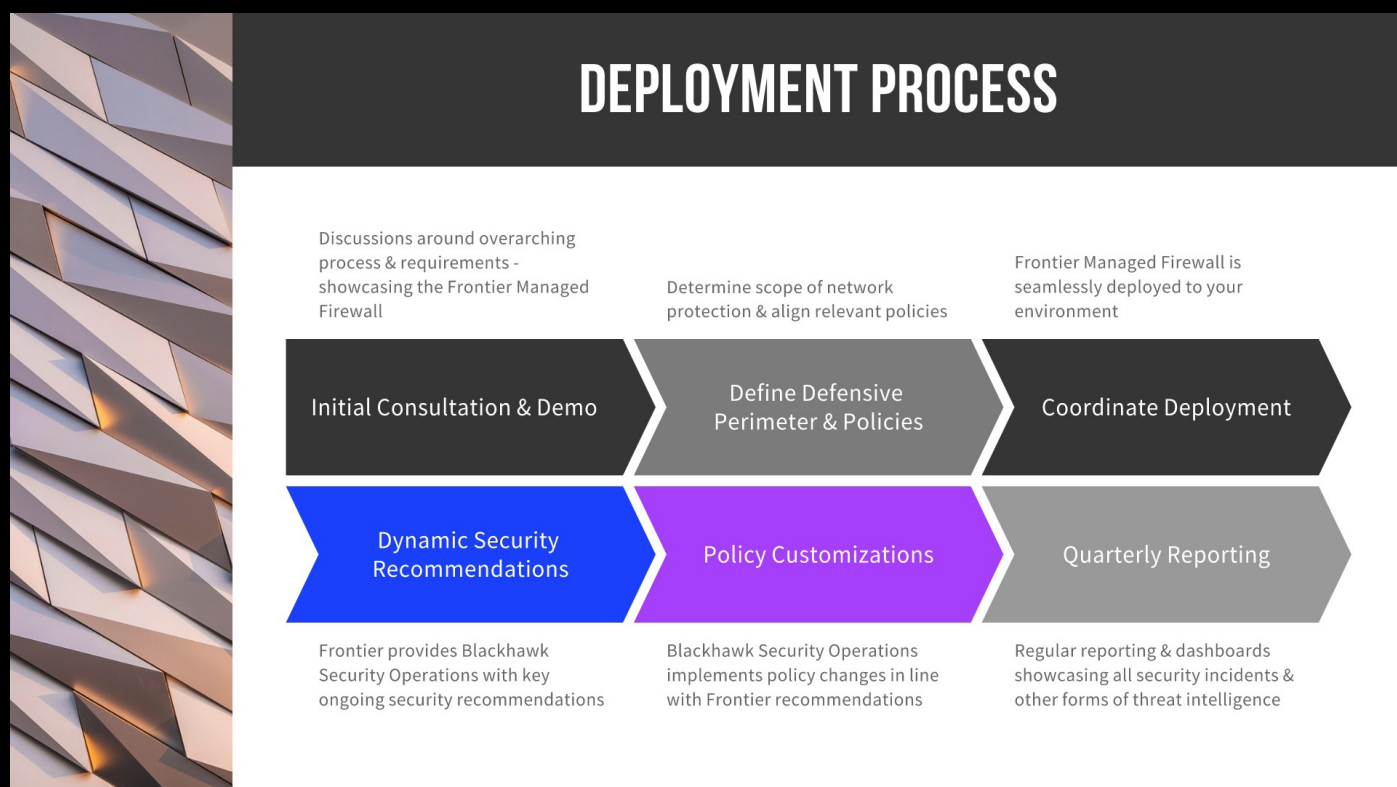 DEPLOYMENT PROCESS
Discussions around overarching
process & requirements -
showcasing the Frontier Managed
Firewall
Determine scope of network
protection & align relevant policies
Frontier Managed Firewall is
seamlessly deployed to your
environment
Initial Consultation & Demo
Define Defensive
Perimeter & Policies
Coordinate Deployment
Dynamic Security
Recommendations
Policy Customizations
Quarterly Reporting
Frontier provides Blackhawk
Security Operations with key
ongoing security recommendations
Blackhawk Security Operations
implements policy changes in line
with Frontier recommendations
Regular reporting & dashboards
showcasing all security incidents &
other forms of threat intelligence